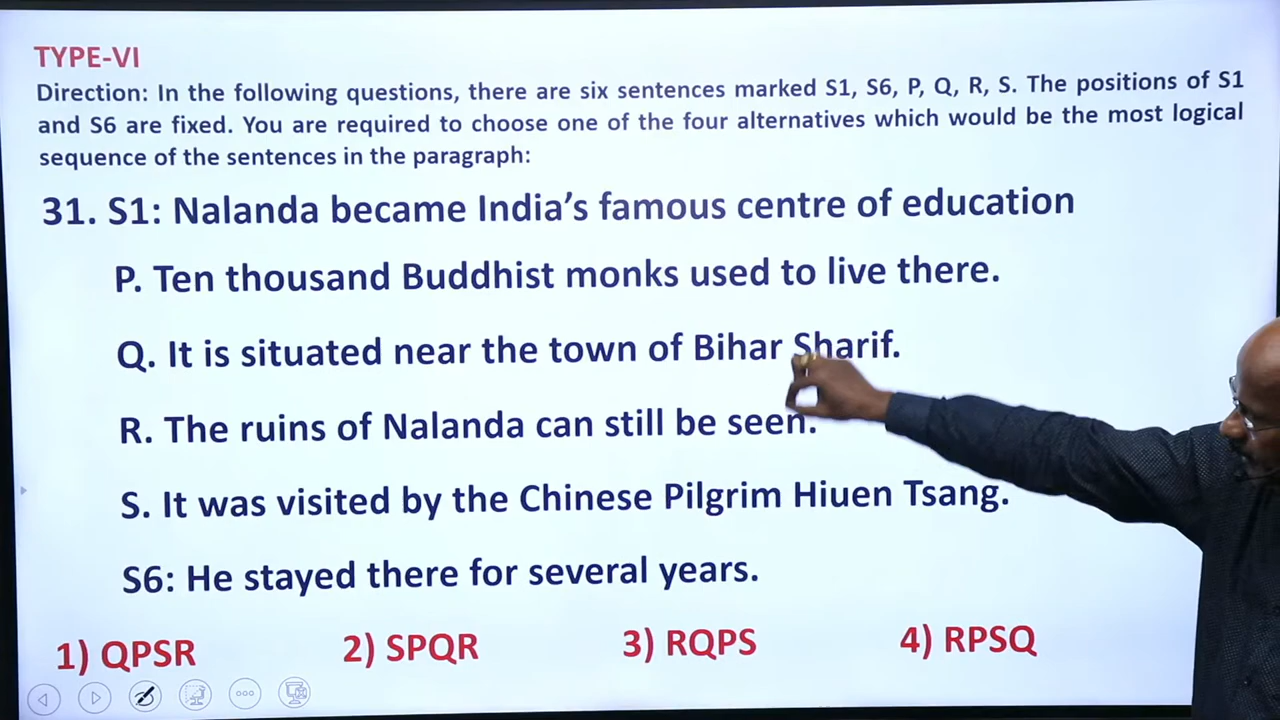 TYPE-VI
Direction: In the following questions, there are six sentences marked S1, S6, P, Q, R, S. The positions of S1
and S6 are fixed. You are required to choose one of the four alternatives which would be the most logical
sequence of the sentences in the paragraph:
31. S1: Nalanda became India's famous centre of education
P. Ten thousand Buddhist monks used to live there.
Q. It is situated near the town of Bihar Sharif.
R. The ruins of Nalanda can still be seen.
S. It was visited by the Chinese Pilgrim Hiuen Tsang.
S6: He stayed there for several years.
1) QPSR 2) SPQR 3) RQPS 4) RPSQ